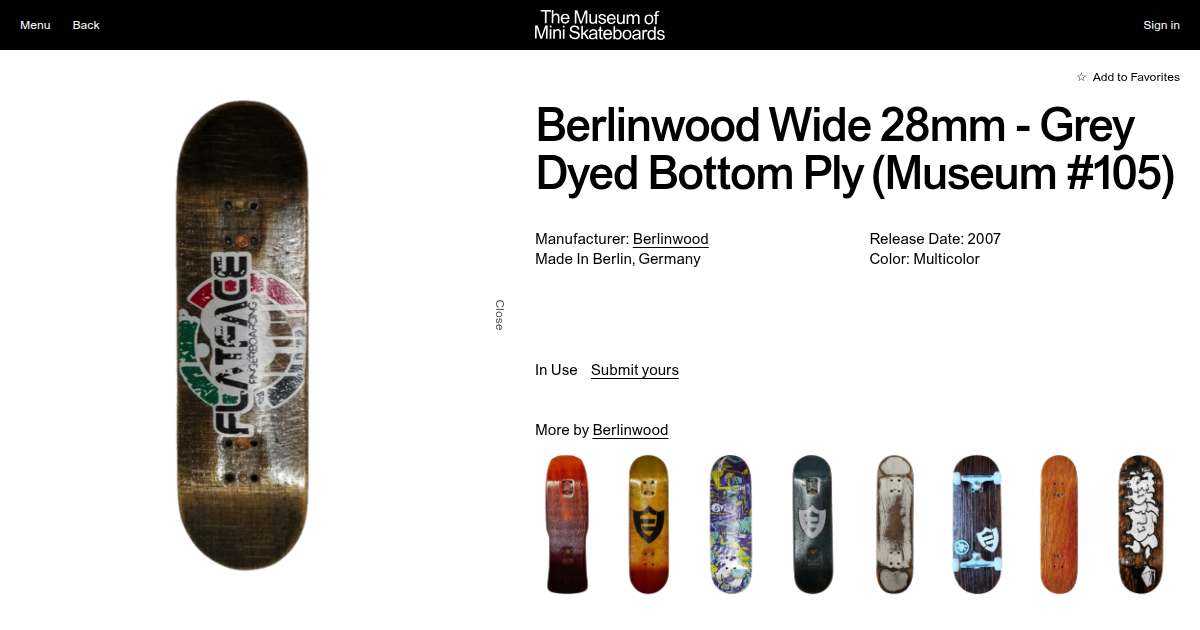 Menu
Back
The Museum of
Mini Skateboards
Sign in
☆ Add to Favorites
Berlinwood Wide 28mm - Grey
Dyed Bottom Ply (Museum #105)
Manufacturer: Berlinwood
Made In Berlin, Germany
Release Date: 2007
Color: Multicolor
FLATFACE
FINGERBOARDING
Close
In Use
Submit yours
More by Berlinwood